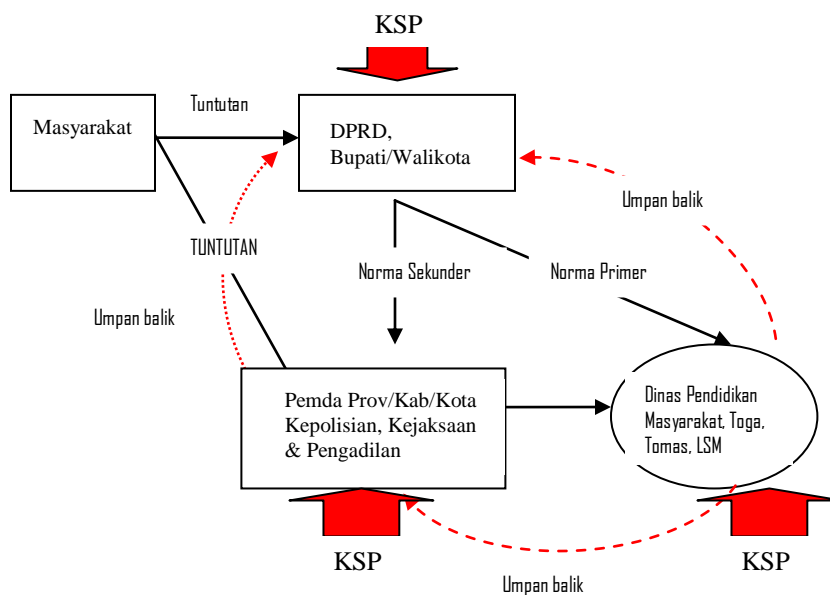 KSP
Tuntutan
Masyarakat
DPRD,
Bupati/Walikota
Umpan balik
TUNTUTAN
Norma Sekunder
Norma Primer
Umpan balik
Pemda Prov/Kab/Kota
Kepolisian, Kejaksaan
& Pengadilan
Dinas Pendidikan
Masyarakat, Toga,
Tomas, LSM
KSP
KSP
Umpan balik